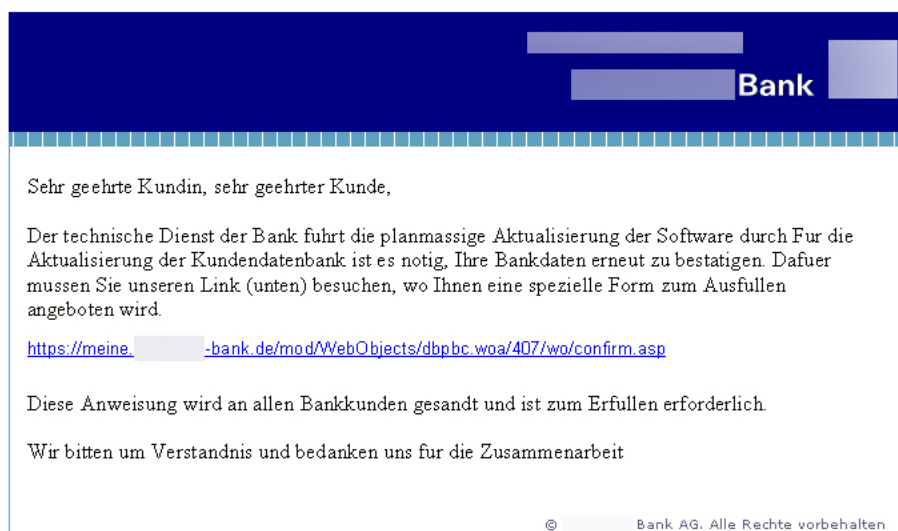 Bank
Sehr geehrte Kundin, sehr geehrter Kunde,
Der technische Dienst der Bank fuhrt die planmassige Aktualisierung der Software durch Fur die
Aktualisierung der Kundendatenbank ist es notig, Ihre Bankdaten erneut zu bestatigen. Dafuer
mussen Sie unseren Link (unten) besuchen, wo Ihnen eine spezielle Form zum Ausfullen
angeboten wird.
https://meine. -bank.de/mod/WebObjects/dbpbc.woa/407/wo/confirm.asp
Diese Anweisung wird an allen Bankkunden gesandt und ist zum Erfullen erforderlich.
Wir bitten um Verstandnis und bedanken uns fur die Zusammenarbeit
© Bank AG. Alle Rechte vorbehalten